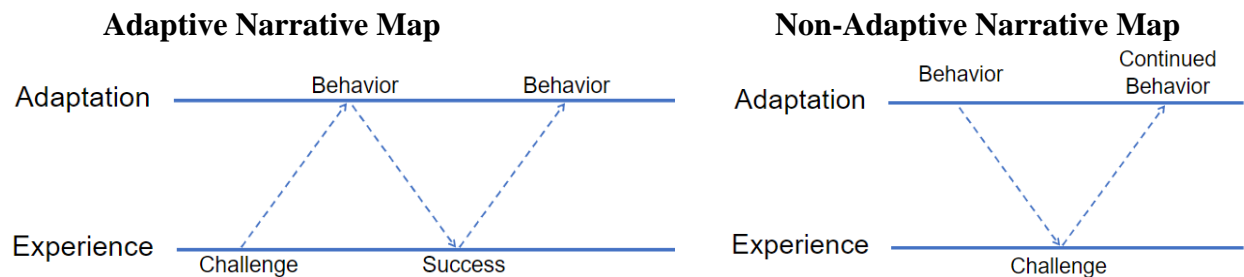 Adaptive Narrative Map
Behavior
Behavior
Adaptation
Experience
Challenge
Success
Non-Adaptive Narrative Map
Behavior
Continued
Behavior
Adaptation
Experience
Challenge